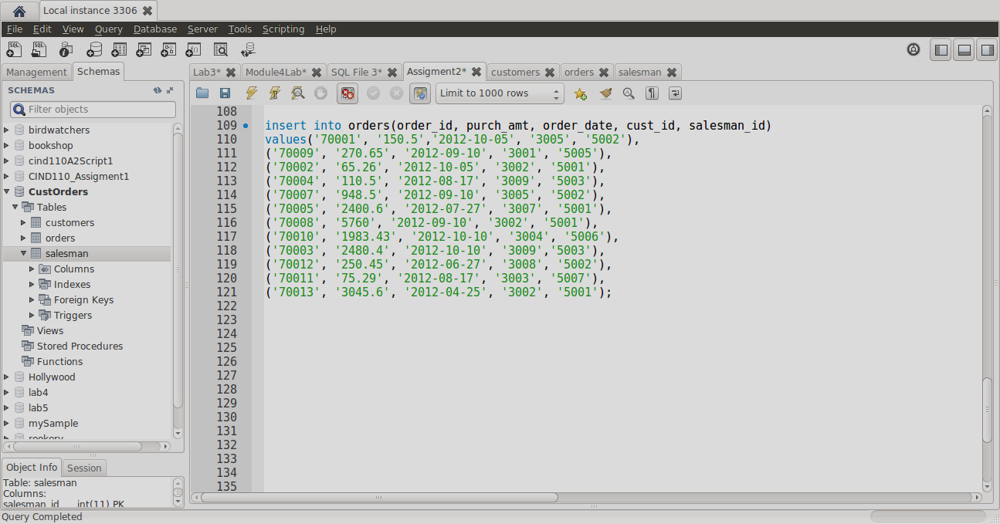 Local instance 3306
File Edit View Query Database Server Tools Scripting Help
Management Schemas
Lab3* Module4Lab* SQL File 3* Assigment2* customers orders salesman
SCHEMAS
Limit to 1000 rows
Filter objects
birdwatchers
bookshop
cind110A2Script1
CIND110_Assigment1
CustOrders
Tables
customers
orders
salesman
Columns
Indexes
Foreign Keys
Triggers
Views
Stored Procedures
Functions
Hollywood
lab4
lab5
mySample
rookery
Object Info Session
Table: salesman
Columns:
salesman_id int(11) PK
108
109 insert into orders(order_id, purch_amt, order_date, cust_id, salesman_id)
110 values('70001', '150.5','2012-10-05', '3005', '5002'),
111 ('70009', '270.65', '2012-09-10', '3001', '5005'),
112 ('70002', '65.26', '2012-10-05', '3002', '5001'),
113 ('70004', '110.5', '2012-08-17', '3009', '5003'),
114 ('70007', '948.5', '2012-09-10', '3005', '5002'),
115 ('70005', '2400.6', '2012-07-27', '3007', '5001'),
116 ('70008', '5760', '2012-09-10', '3002', '5001'),
117 ('70010', '1983.43', '2012-10-10', '3004', '5006'),
118 ('70003', '2480.4', '2012-10-10', '3009','5003'),
119 ('70012', '250.45', '2012-06-27', '3008', '5002'),
120 ('70011', '75.29', '2012-08-17', '3003', '5007'),
121 ('70013', '3045.6', '2012-04-25', '3002', '5001');
122
123
124
125
126
127
128
129
130
131
132
133
134
135
Query Completed